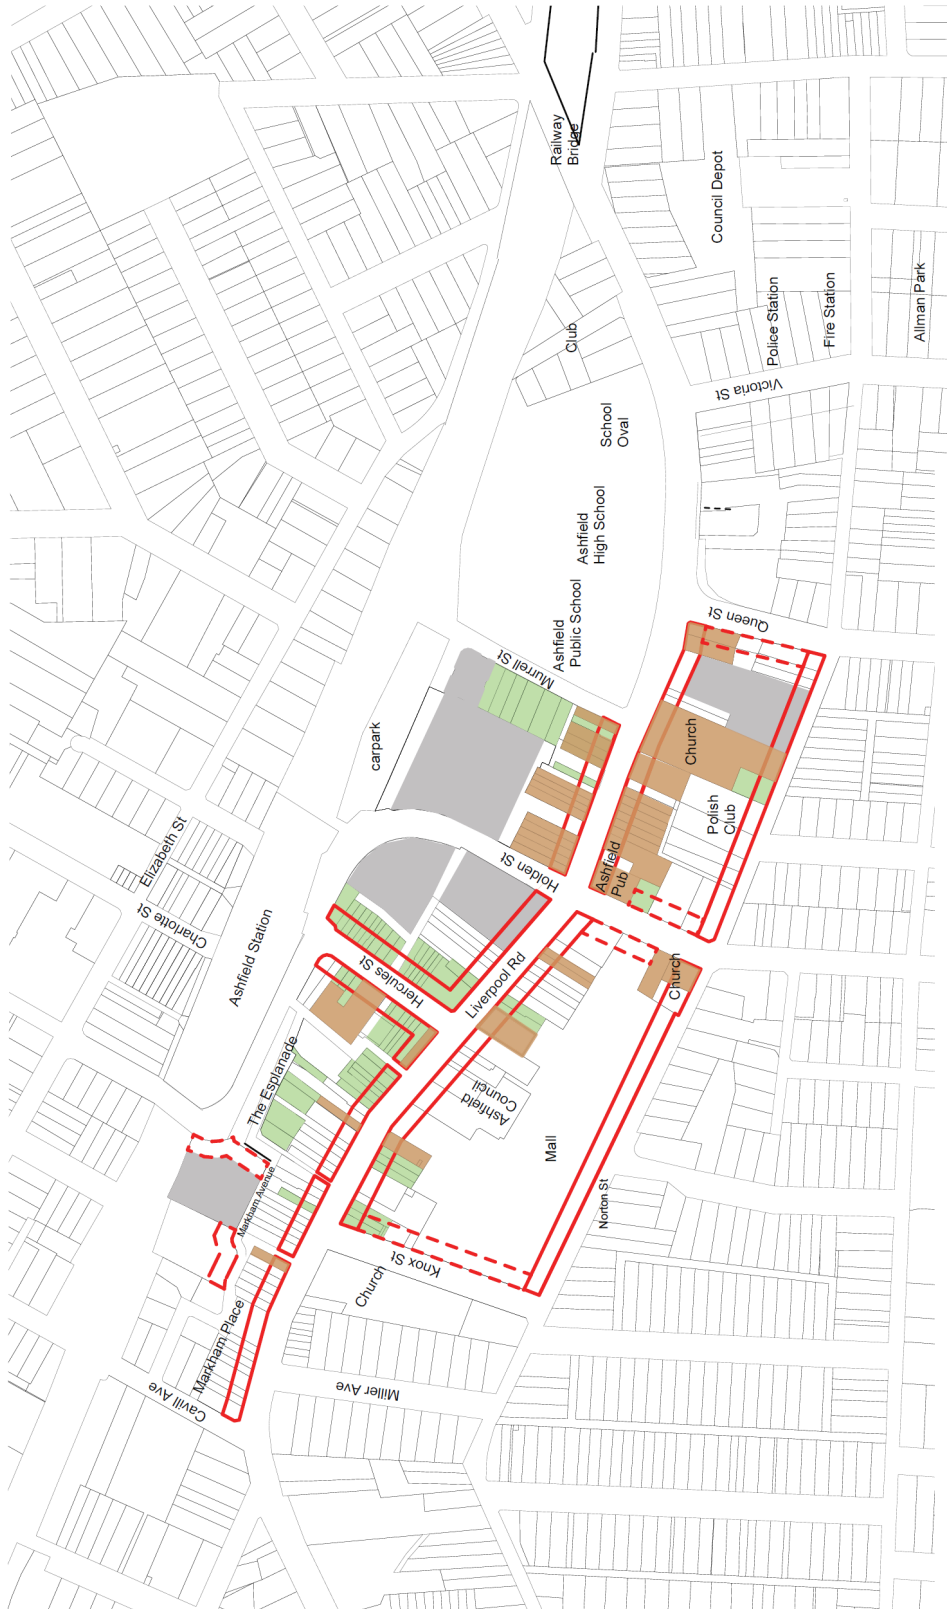 Railway
Bridge
Council Depot
Police Station
Fire Station
Allman Park
Club
Victoria St
School
Oval
Ashfield
High School
Ashfield
Public School
Queen St
Murrell St
carpark
Church
Polish
Club
Ashfield
Pub
Holden St
Elizabeth St
Charlotte St
Ashfield Station
Hercules St
Liverpool Rd
Church
The Esplanade
Ashfield
Council
Mall
Markham Avenue
Norton St
Knox St
Church
Markham Place
Miller Ave
Cavill Ave